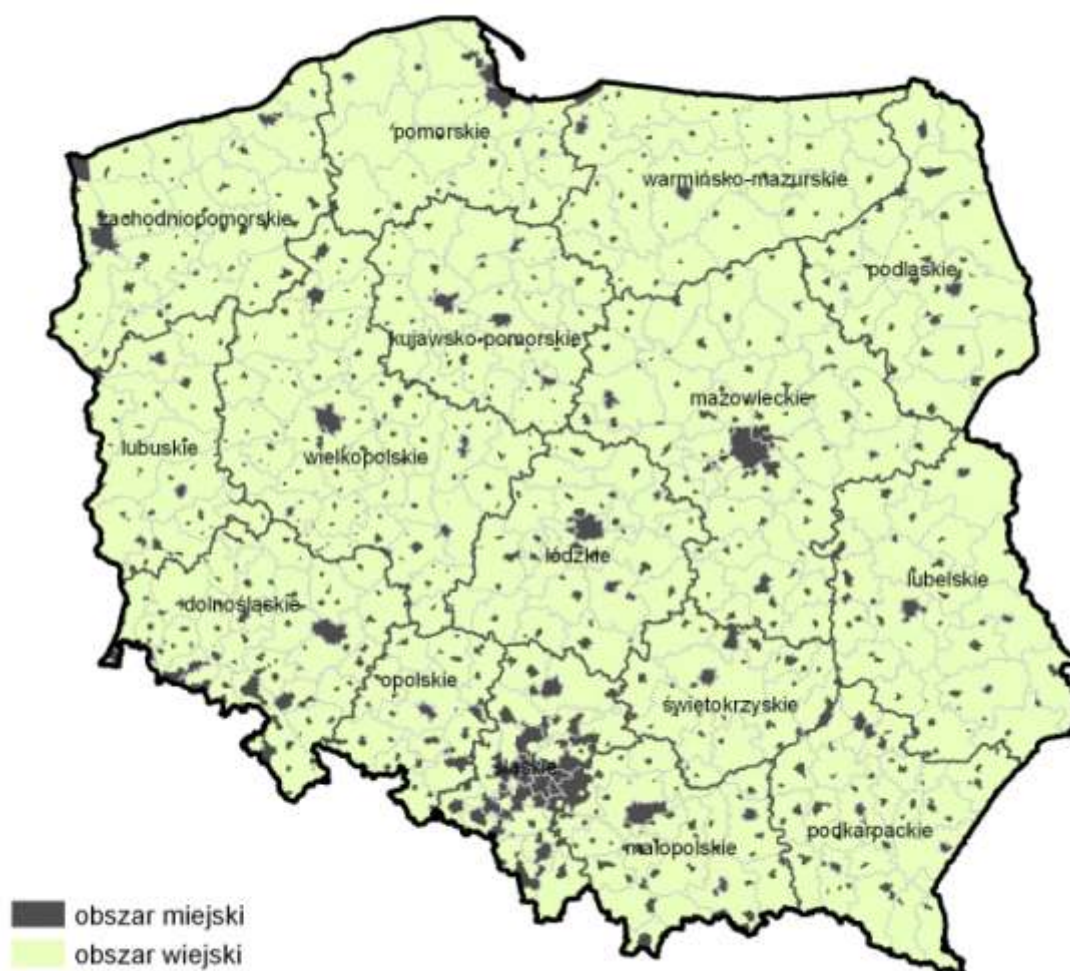 pomorskie
warmińsko-mazurskie
zachodniopomorskie
podlaskie
kujawsko-pomorskie
mazowieckie
lubuskie
wielkopolskie
łódzkie
lubelskie
dolnośląskie
opolskie
świętokrzyskie
śląskie
podkarpackie
małopolskie
obszar miejski
obszar wiejski